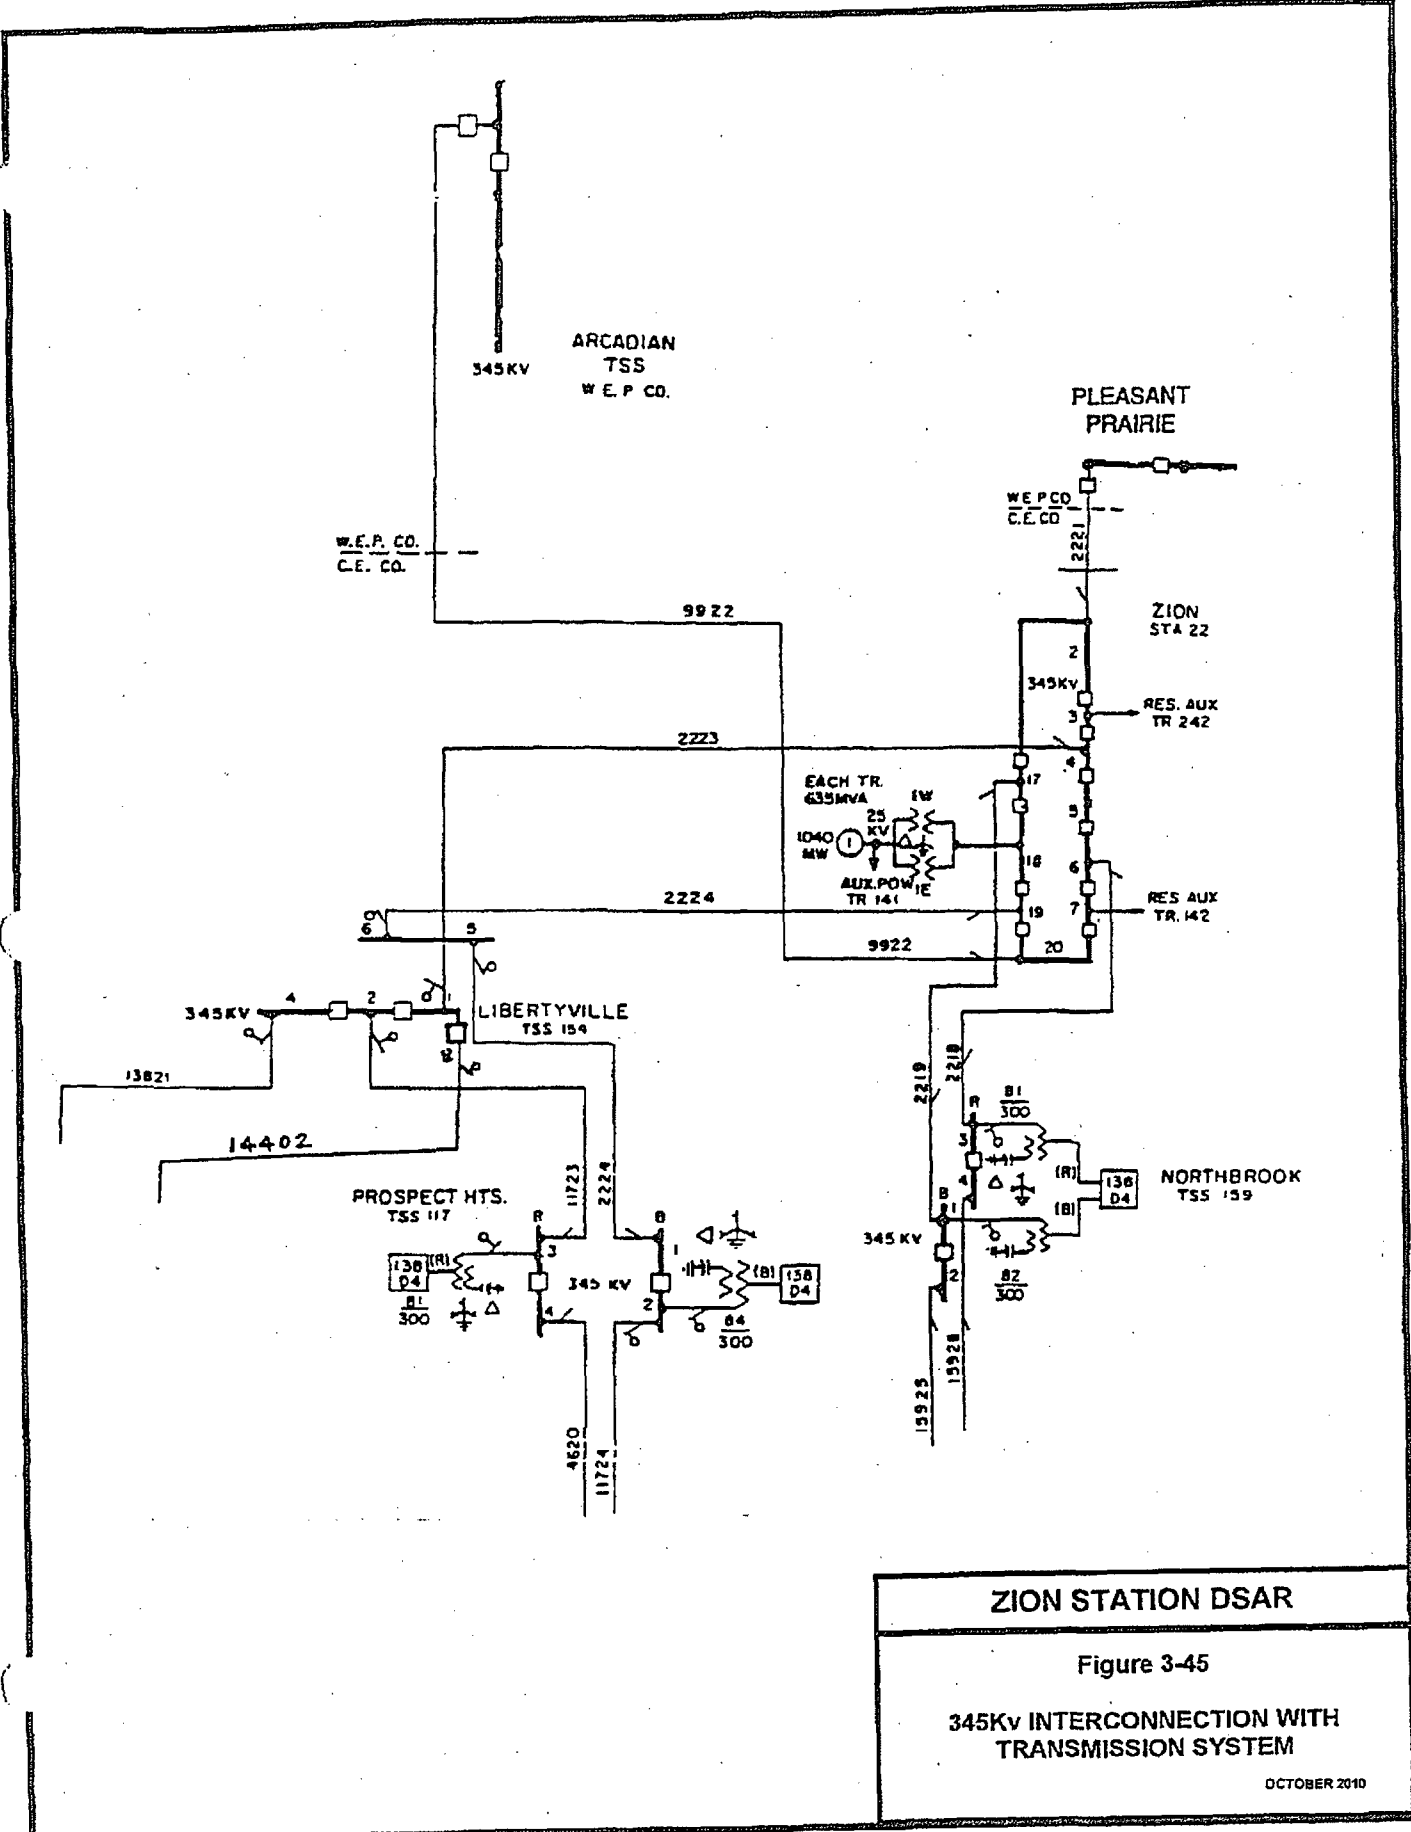 345KV
ARCADIAN
TSS
W.E.P CO.
PLEASANT
PRAIRIE
W E P CO
C.E. CO
2221
W.E.P. CO.
C.E. CO.
9922
ZION
STA 22
2
345Kv
3
RES. AUX
TR 242
2223
4
17
EACH TR.
635MVA
1W
25
KV
5
1040
MW
1
18
6
AUX.POW
TR 141
1E
2224
19
7
RES AUX
TR. 142
6
5
9922
20
4
2
1
345KV
LIBERTYVILLE
TSS 154
12
13821
14402
2219
2218
R
81
300
3
4
(R)
138
D4
(B)
NORTHBROOK
TSS 159
B
1
345 KV
2
82
300
11723
2224
PROSPECT HTS.
TSS 117
R
B
3
1
138
D4
(R)
345 KV
(B)
138
D4
81
300
4
2
84
300
15925
15928
4620
11724
ZION STATION DSAR
Figure 3-45
345Kv INTERCONNECTION WITH
TRANSMISSION SYSTEM
OCTOBER 2010